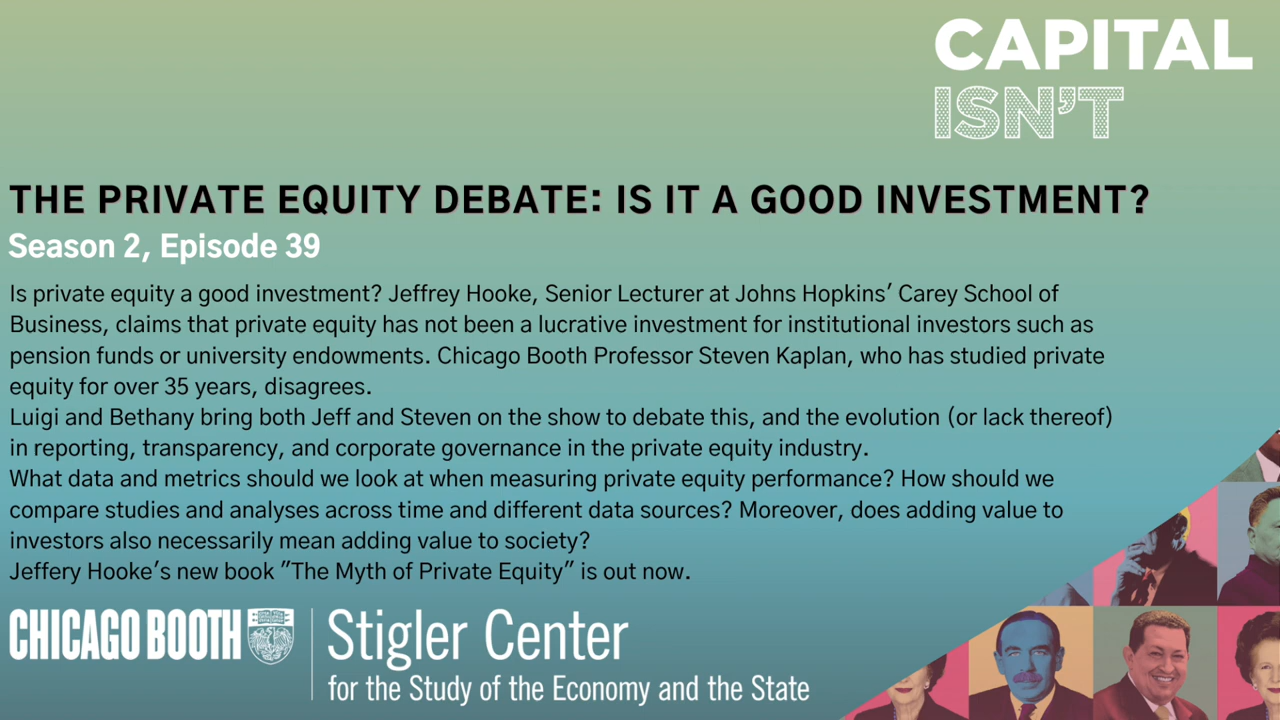 CAPITAL
ISN'T
THE PRIVATE EQUITY DEBATE: IS IT A GOOD INVESTMENT?
Season 2, Episode 39
Is private equity a good investment? Jeffrey Hooke, Senior Lecturer at Johns Hopkins' Carey School of
Business, claims that private equity has not been a lucrative investment for institutional investors such as
pension funds or university endowments. Chicago Booth Professor Steven Kaplan, who has studied private
equity for over 35 years, disagrees.
Luigi and Bethany bring both Jeff and Steven on the show to debate this, and the evolution (or lack thereof)
in reporting, transparency, and corporate governance in the private equity industry.
What data and metrics should we look at when measuring private equity performance? How should we
compare studies and analyses across time and different data sources? Moreover, does adding value to
investors also necessarily mean adding value to society?
Jeffery Hooke's new book "The Myth of Private Equity" is out now.
CHICAGO BOOTH
Stigler Center
for the Study of the Economy and the State